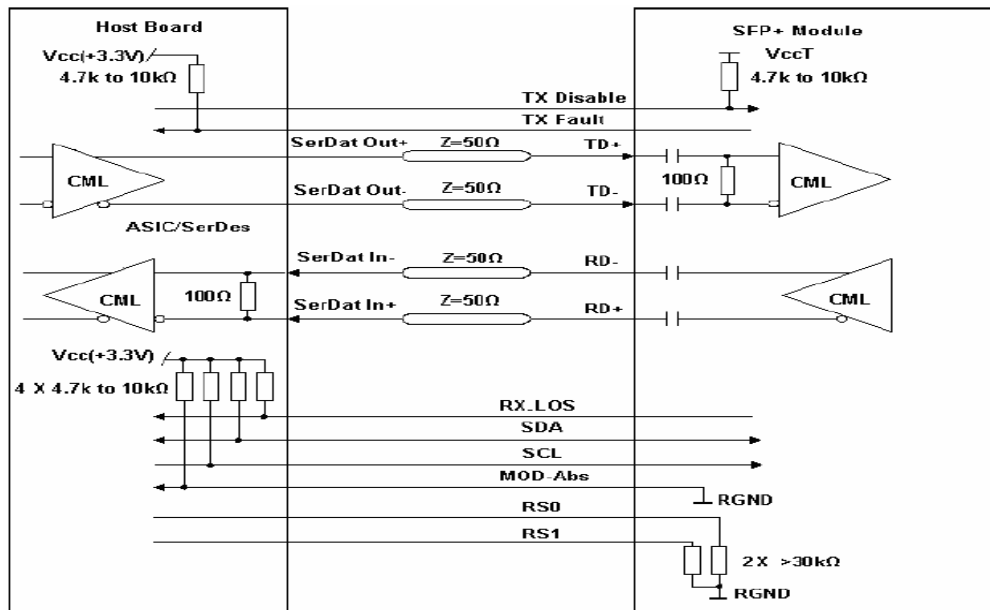 Host Board
SFP+ Module
Vcc(+3.3V)
4.7k to 10kΩ
VccT
4.7k to 10kΩ
TX Disable
TX Fault
SerDat Out+
Z=50Ω
TD+
CML
100Ω
CML
SerDat Out-
Z=50Ω
TD-
ASIC/SerDes
SerDat In-
Z=50Ω
RD-
CML
100Ω
SerDat In+
Z=50Ω
RD+
CML
Vcc(+3.3V)
4 X 4.7k to 10kΩ
RX_LOS
SDA
SCL
MOD-Abs
RGND
RS0
RS1
2 X >30kΩ
RGND